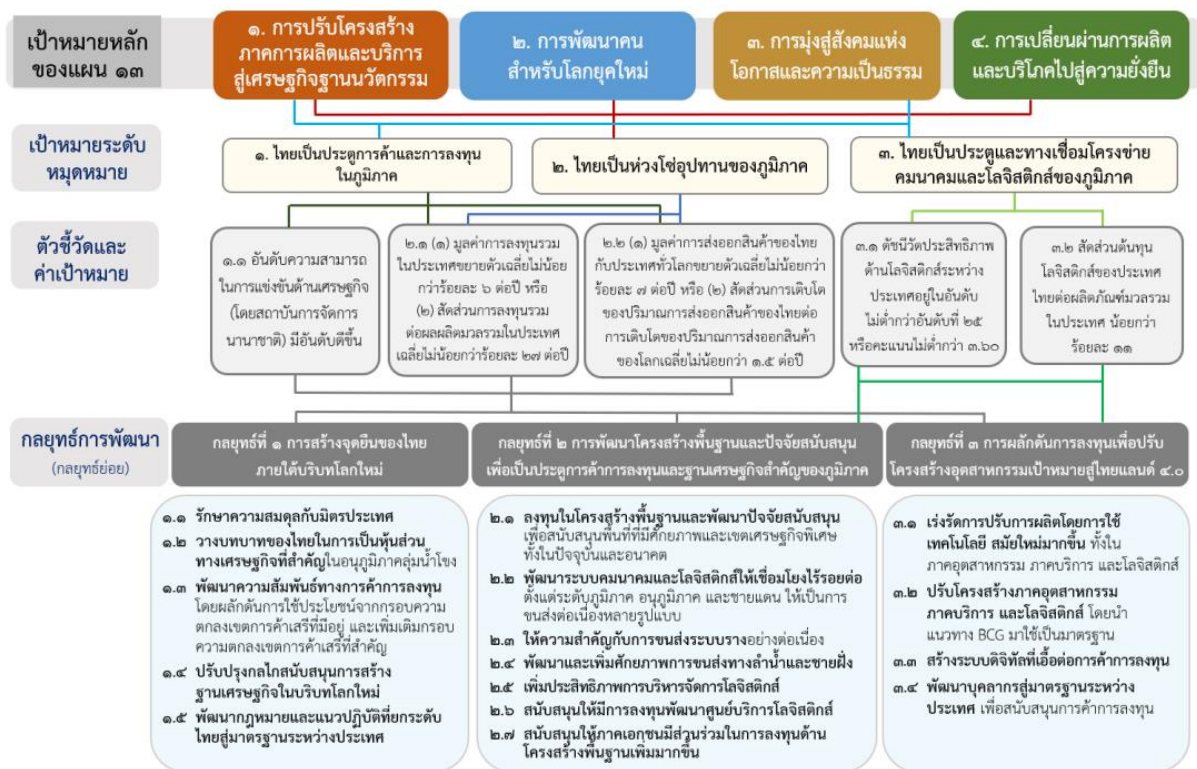 เป้าหมายหลัก
ของแผน ๑๓
๑. การปรับโครงสร้าง
ภาคการผลิตและบริการ
สู่เศรษฐกิจฐานนวัตกรรม
๒. การพัฒนาคน
สำหรับโลกยุคใหม่
๓. การมุ่งสู่สังคมแห่ง
โอกาสและความเป็นธรรม
๔. การเปลี่ยนผ่านการผลิต
และบริโภคไปสู่ความยั่งยืน
เป้าหมายระดับ
หมุดหมาย
๑. ไทยเป็นประตูการค้าและการลงทุน
ในภูมิภาค
๒. ไทยเป็นห่วงโซ่อุปทานของภูมิภาค
๓. ไทยเป็นประตูและทางเชื่อมโครงข่าย
คมนาคมและโลจิสติกส์ของภูมิภาค
ตัวชี้วัดและ
ค่าเป้าหมาย
๑.๑ อันดับความสามารถ
ในการแข่งขันด้านเศรษฐกิจ
(โดยสถาบันการจัดการ
นานาชาติ) มีอันดับดีขึ้น
๒.๑ (๑) มูลค่าการลงทุนรวม
ในประเทศขยายตัวเฉลี่ยไม่น้อย
กว่าร้อยละ ๖ ต่อปี หรือ
(๒) สัดส่วนการลงทุนรวม
ต่อผลผลิตมวลรวมในประเทศ
เฉลี่ยไม่น้อยกว่าร้อยละ ๒๗ ต่อปี
๒.๒ (๑) มูลค่าการส่งออกสินค้าของไทย
กับประเทศทั่วโลกขยายตัวเฉลี่ยไม่น้อยกว่า
ร้อยละ ๗ ต่อปี หรือ (๒) สัดส่วนการเติบโต
ของปริมาณการส่งออกสินค้าของไทยต่อ
การเติบโตของปริมาณการส่งออกสินค้า
ของโลกเฉลี่ยไม่น้อยกว่า ๑.๕ ต่อปี
๓.๑ ดัชนีวัดประสิทธิภาพ
ด้านโลจิสติกส์ระหว่าง
ประเทศอยู่ในอันดับ
ไม่ต่ำกว่าอันดับที่ ๒๕
หรือคะแนนไม่ต่ำกว่า ๓.๖๐
๓.๒ สัดส่วนต้นทุน
โลจิสติกส์ของประเทศ
ไทยต่อผลิตภัณฑ์มวลรวม
ในประเทศ น้อยกว่า
ร้อยละ ๑๑
กลยุทธ์การพัฒนา
(กลยุทธ์ย่อย)
กลยุทธ์ที่ ๑ การสร้างจุดยืนของไทย
ภายใต้บริบทโลกใหม่
กลยุทธ์ที่ ๒ การพัฒนาโครงสร้างพื้นฐานและปัจจัยสนับสนุน
เพื่อเป็นประตูการค้าการลงทุนและฐานเศรษฐกิจสำคัญของภูมิภาค
กลยุทธ์ที่ ๓ การผลักดันการลงทุนเพื่อปรับ
โครงสร้างอุตสาหกรรมเป้าหมายสู่ไทยแลนด์ ๔.๐
๑.๑ รักษาความสมดุลกับมิตรประเทศ
๑.๒ วางบทบาทของไทยในการเป็นหุ้นส่วน
ทางเศรษฐกิจที่สำคัญในอนุภูมิภาคลุ่มน้ำโขง
๑.๓ พัฒนาความสัมพันธ์ทางการค้าการลงทุน
โดยผลักดันการใช้ประโยชน์จากกรอบความ
ตกลงเขตการค้าเสรีที่มีอยู่ และเพิ่มเติมกรอบ
ความตกลงเขตการค้าเสรีที่สำคัญ
๑.๔ ปรับปรุงกลไกสนับสนุนการสร้าง
ฐานเศรษฐกิจในบริบทโลกใหม่
๑.๕ พัฒนากฎหมายและแนวปฏิบัติที่ยกระดับ
ไทยสู่มาตรฐานระหว่างประเทศ
๒.๑ ลงทุนในโครงสร้างพื้นฐานและพัฒนาปัจจัยสนับสนุน
เพื่อสนับสนุนพื้นที่ที่มีศักยภาพและเขตเศรษฐกิจพิเศษ
ทั้งในปัจจุบันและอนาคต
๒.๒ พัฒนาระบบคมนาคมและโลจิสติกส์ให้เชื่อมโยงไร้รอยต่อ
ตั้งแต่ระดับภูมิภาค อนุภูมิภาค และชายแดน ให้เป็นการ
ขนส่งต่อเนื่องหลายรูปแบบ
๒.๓ ให้ความสำคัญกับการขนส่งระบบรางอย่างต่อเนื่อง
๒.๔ พัฒนาและเพิ่มศักยภาพการขนส่งทางลำน้ำและชายฝั่ง
๒.๕ เพิ่มประสิทธิภาพการบริหารจัดการโลจิสติกส์
๒.๖ สนับสนุนให้มีการลงทุนพัฒนาศูนย์บริการโลจิสติกส์
๒.๗ สนับสนุนให้ภาคเอกชนมีส่วนร่วมในการลงทุนด้าน
โครงสร้างพื้นฐานเพิ่มมากขึ้น
๓.๑ เร่งรัดการปรับการผลิตโดยการใช้
เทคโนโลยี สมัยใหม่มากขึ้น ทั้งใน
ภาคอุตสาหกรรม ภาคบริการ และโลจิสติกส์
๓.๒ ปรับโครงสร้างภาคอุตสาหกรรม
ภาคบริการ และโลจิสติกส์ โดยนำ
แนวทาง BCG มาใช้เป็นมาตรฐาน
๓.๓ สร้างระบบดิจิทัลที่เอื้อต่อการค้าการลงทุน
๓.๔ พัฒนาบุคลากรสู่มาตรฐานระหว่าง
ประเทศ เพื่อสนับสนุนการค้าการลงทุน